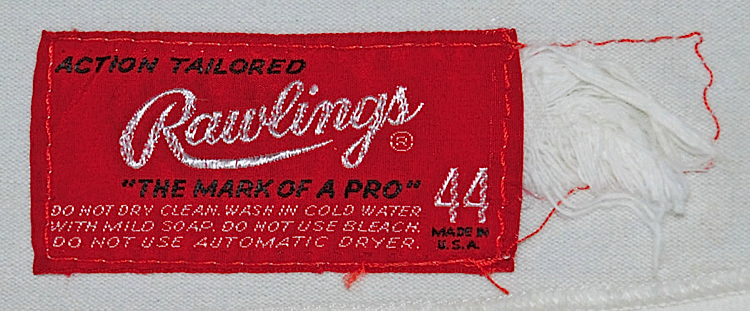 ACTION TAILORED
Rawlings®
"THE MARK OF A PRO"
44
DO NOT DRY CLEAN. WASH IN COLD WATER
WITH MILD SOAP. DO NOT USE BLEACH.
DO NOT USE AUTOMATIC DRYER.
MADE IN
U.S.A.